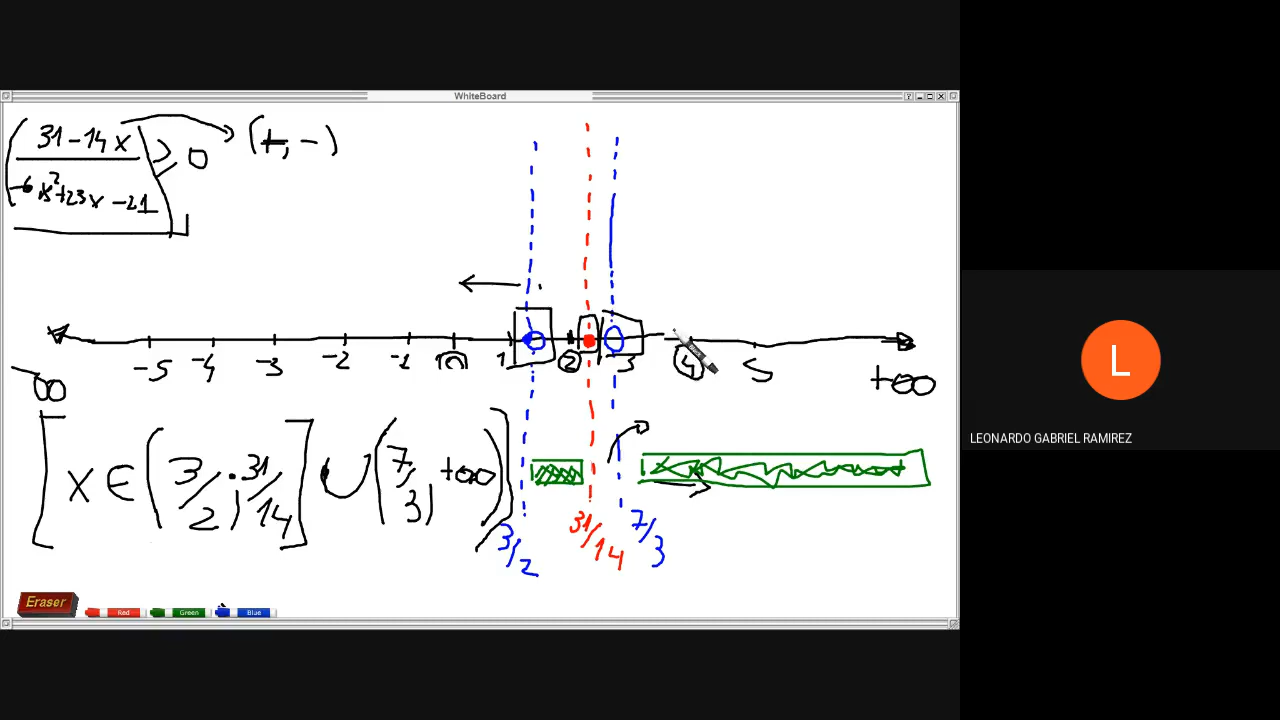 WhiteBoard
31-14x
-6x²+23x-21
≥0
(+,-)
-5 -4 -3 -2 -1 0 1 2 3 4 5
-∞
+∞
[x∈(3/2;31/14]∪(7/3,+∞)]
3/2
31/14
7/3
LEONARDO GABRIEL RAMIREZ
L
Eraser
Red
Green
Blue